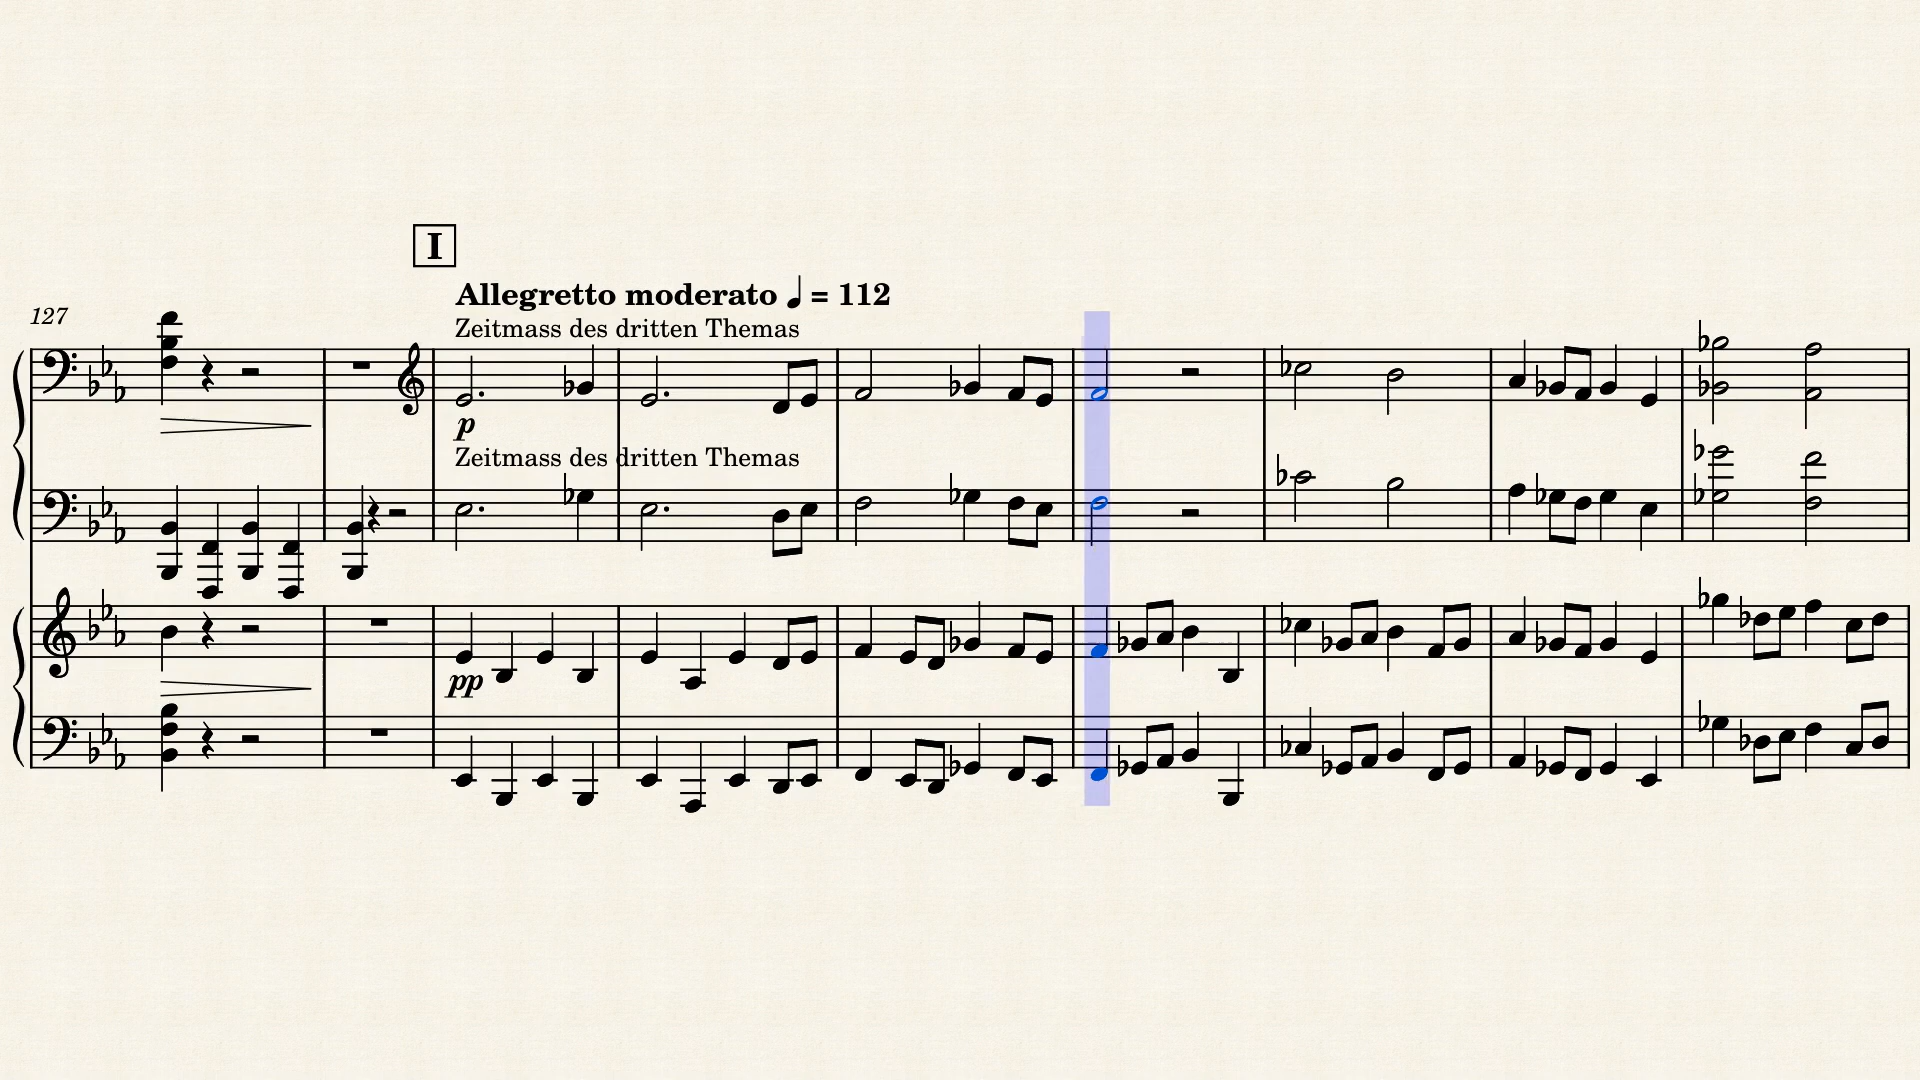 I
Allegretto moderato ♩ = 112
127
Zeitmass des dritten Themas
p
Zeitmass des dritten Themas
pp